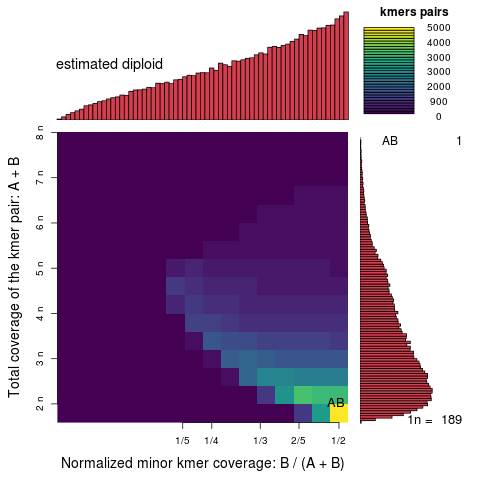 kmers pairs
estimated diploid
5000
4000
3000
3000
2000
900
0
AB 1
8 n
7 n
6 n
5 n
4 n
3 n
2 n
Total coverage of the kmer pair: A + B
AB
1n = 189
1/5 1/4 1/3 2/5 1/2
Normalized minor kmer coverage: B / (A + B)